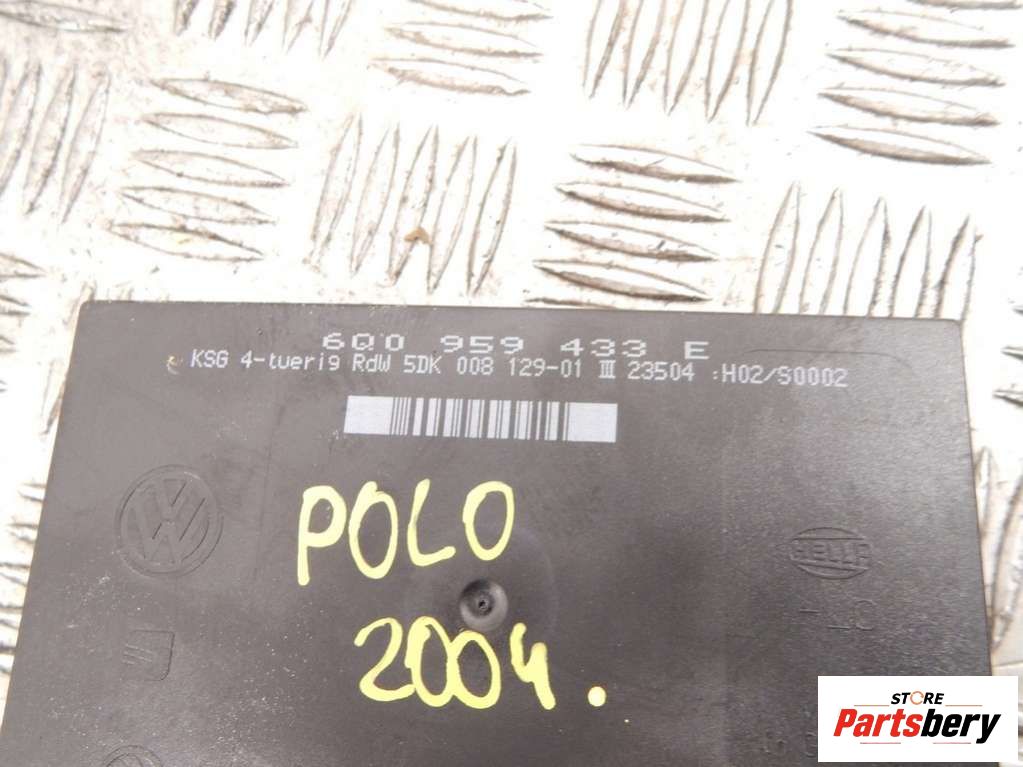 6Q0 959 433 E
KSG 4-tuerig RdW 5DK 008 129-01 III 23504 :H02/S0002
POLO
2004.
HELLA
STORE
Partsbery